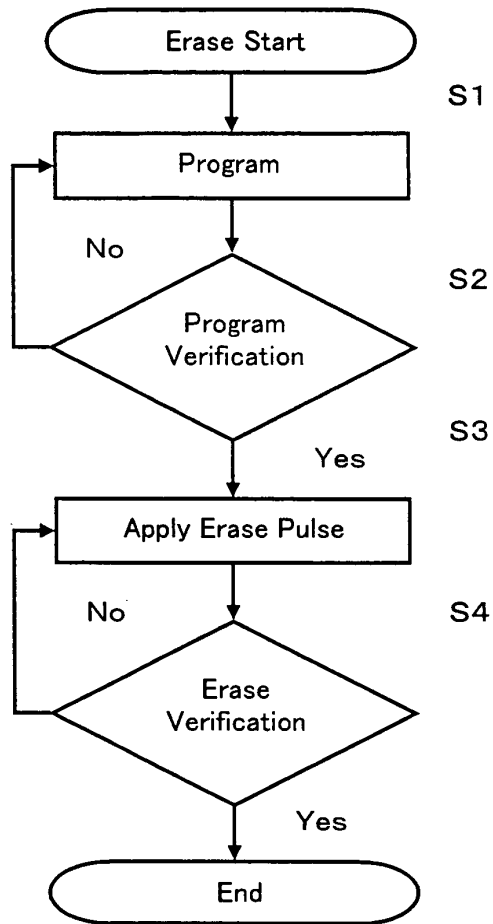 Erase Start
S1
Program
No
S2
Program
Verification
S3
Yes
Apply Erase Pulse
No
S4
Erase
Verification
Yes
End